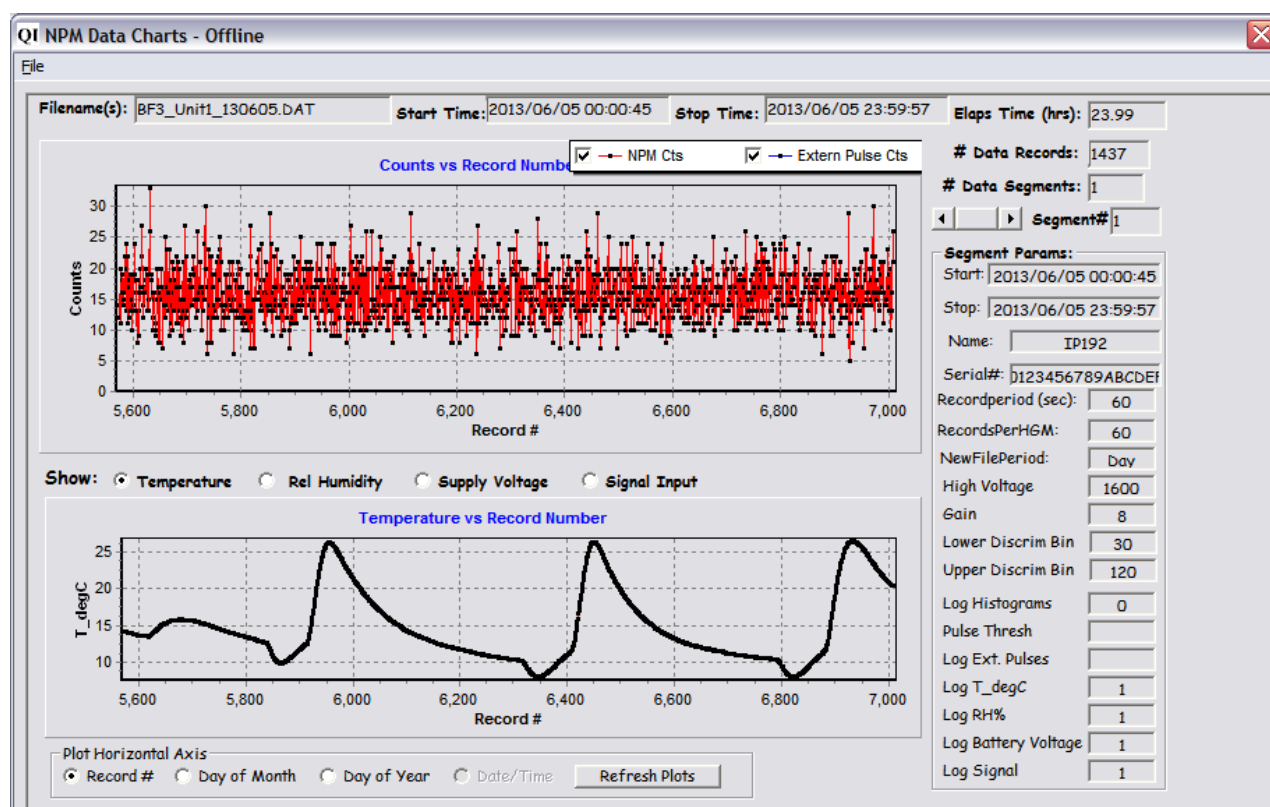 QI NPM Data Charts - Offline
File
Filename(s): BF3_Unit1_130605.DAT Start Time: 2013/06/05 00:00:45 Stop Time: 2013/06/05 23:59:57 Elaps Time (hrs): 23.99
# Data Records: 1437
# Data Segments: 1
Segment# 1
NPM Cts Extern Pulse Cts
Counts vs Record Numbe
Counts
30
25
20
15
10
5
0
5,600 5,800 6,000 6,200 6,400 6,600 6,800 7,000
Record #
Show: Temperature Rel Humidity Supply Voltage Signal Input
Temperature vs Record Number
T_degC
25
20
15
10
5,600 5,800 6,000 6,200 6,400 6,600 6,800 7,000
Record #
Plot Horizontal Axis
Record # Day of Month Day of Year Date/Time Refresh Plots
Segment Params:
Start: 2013/06/05 00:00:45
Stop: 2013/06/05 23:59:57
Name: IP192
Serial#: 0123456789ABCDEF
Recordperiod (sec): 60
RecordsPerHGM: 60
NewFilePeriod: Day
High Voltage 1600
Gain 8
Lower Discrim Bin 30
Upper Discrim Bin 120
Log Histograms 0
Pulse Thresh
Log Ext. Pulses
Log T_degC 1
Log RH% 1
Log Battery Voltage 1
Log Signal 1